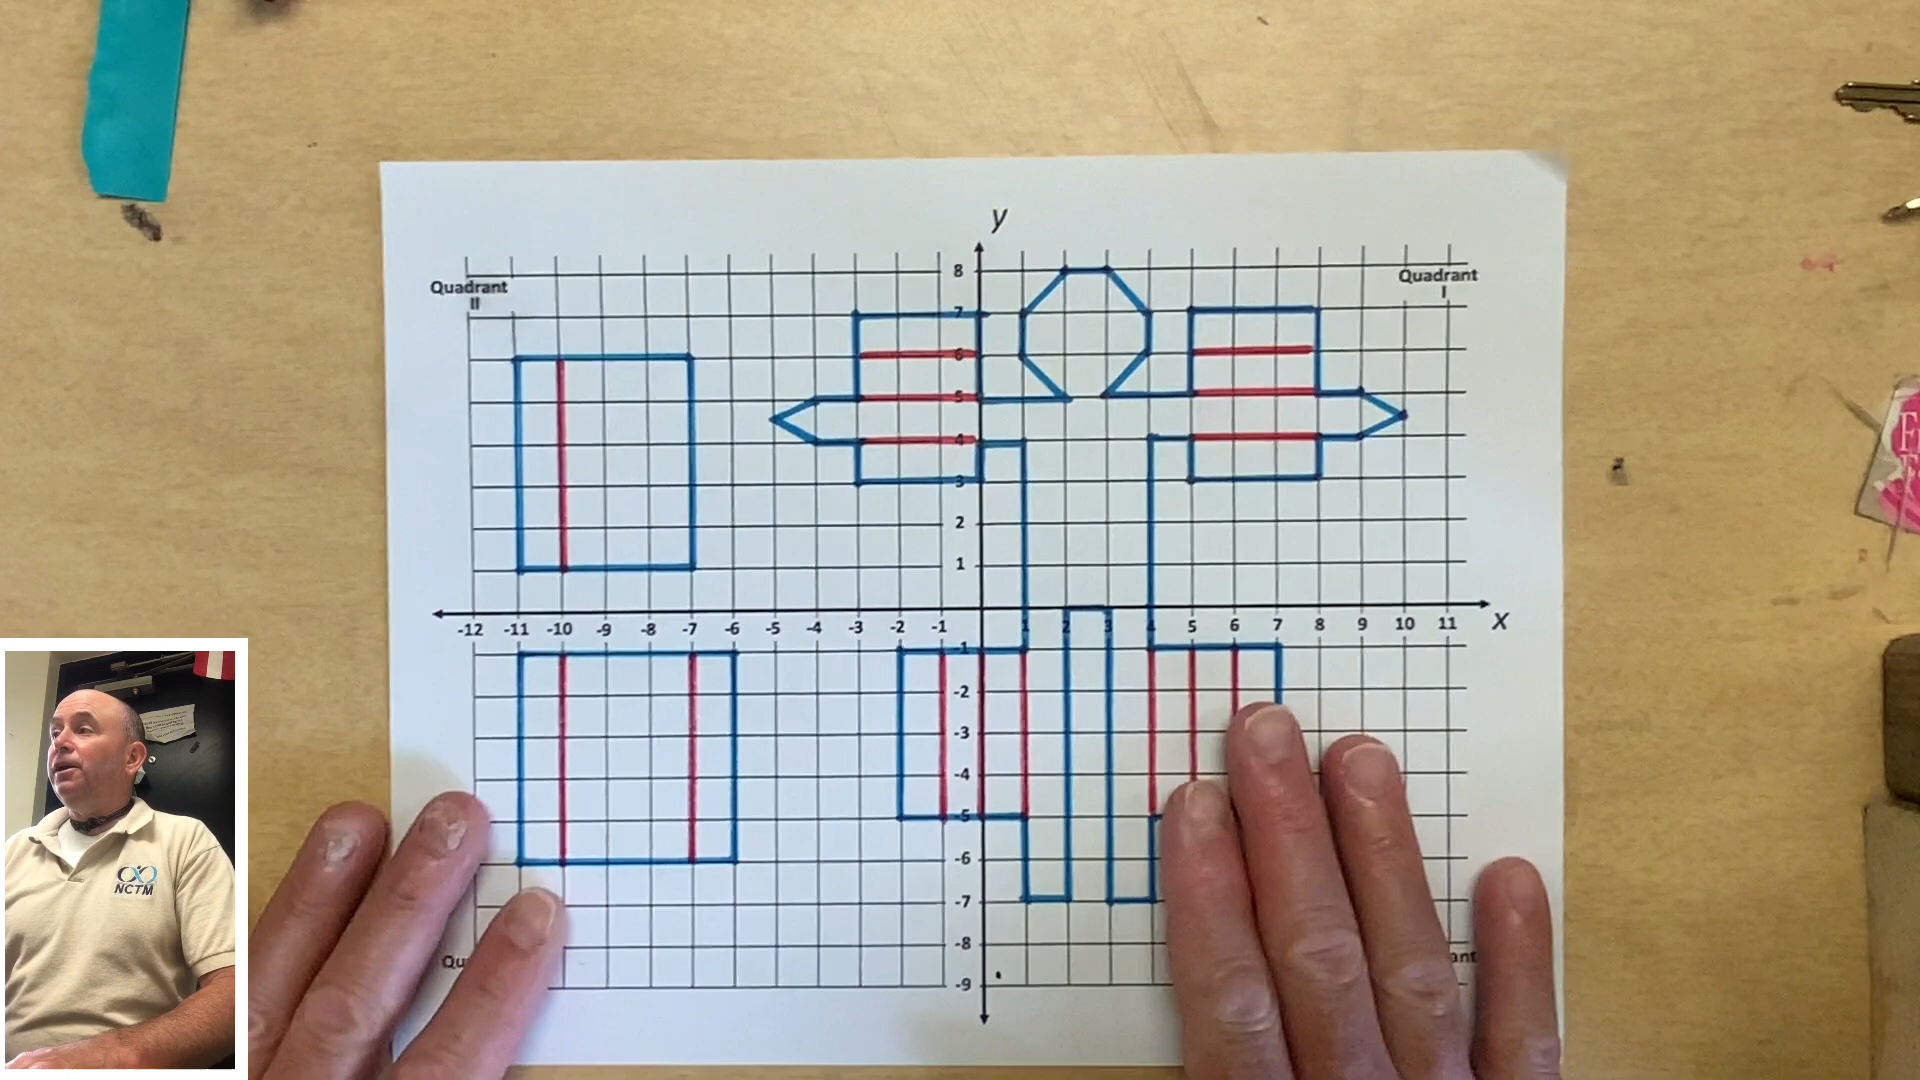 y
8
Quadrant
II
Quadrant
I
7
6
5
4
3
2
1
-12 -11 -10 -9 -8 -7 -6 -5 -4 -3 -2 -1 1 2 3 4 5 6 7 8 9 10 11 X
-1
-2
-3
-4
-5
-6
-7
-8
-9
Qu
ant
NCTM